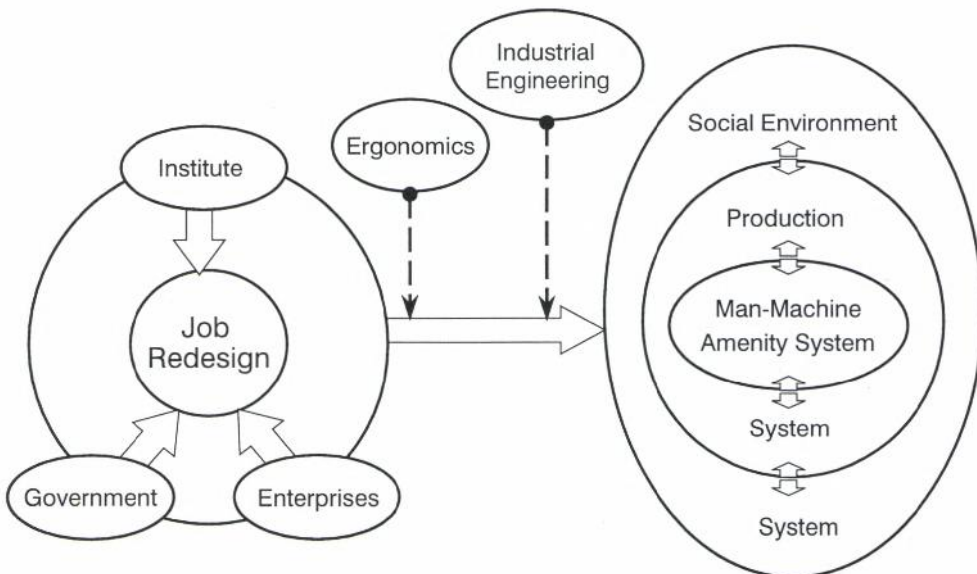 Industrial
Engineering
Ergonomics
Institute
Job
Redesign
Government
Enterprises
Social Environment
Production
Man-Machine
Amenity System
System
System